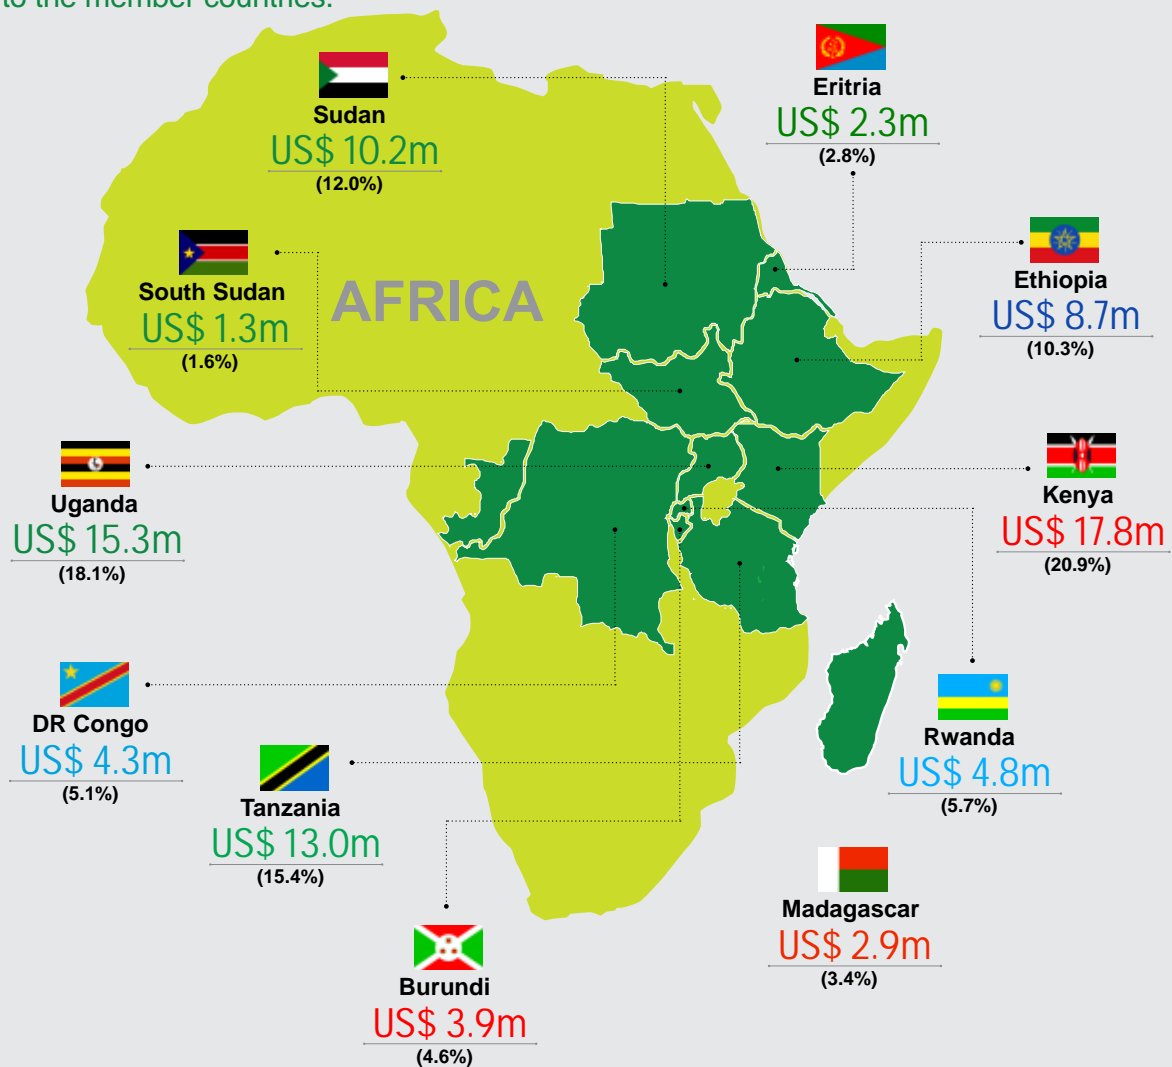 to the member countries.
Sudan
US$ 10.2m
(12.0%)
Eritria
US$ 2.3m
(2.8%)
South Sudan
US$ 1.3m
(1.6%)
AFRICA
Ethiopia
US$ 8.7m
(10.3%)
Uganda
US$ 15.3m
(18.1%)
Kenya
US$ 17.8m
(20.9%)
DR Congo
US$ 4.3m
(5.1%)
Rwanda
US$ 4.8m
(5.7%)
Tanzania
US$ 13.0m
(15.4%)
Madagascar
US$ 2.9m
(3.4%)
Burundi
US$ 3.9m
(4.6%)